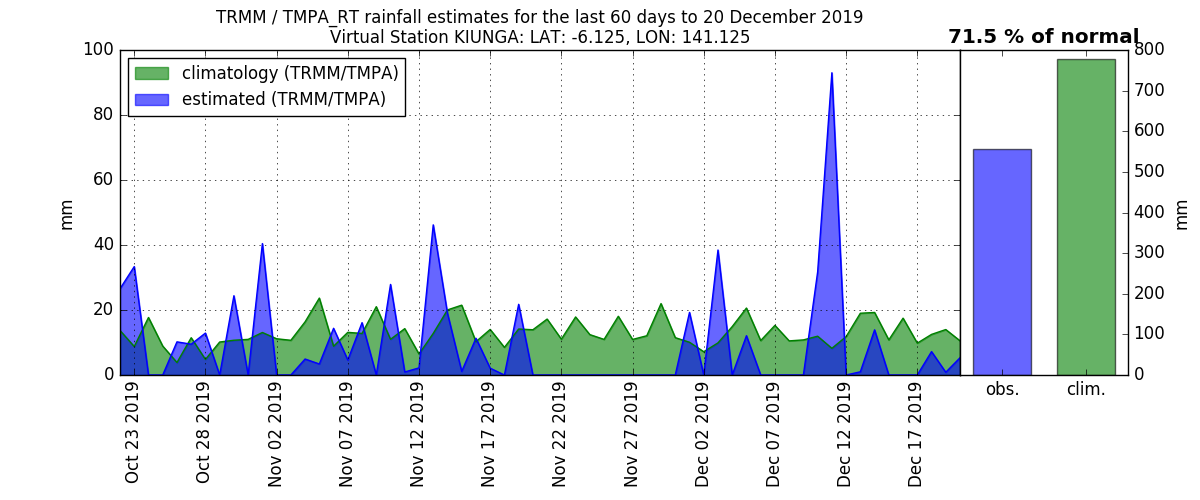 TRMM / TMPA_RT rainfall estimates for the last 60 days to 20 December 2019
Virtual Station KIUNGA: LAT: -6.125, LON: 141.125
71.5 % of normal
climatology (TRMM/TMPA)
estimated (TRMM/TMPA)
mm
100
80
60
40
20
0
Oct 23 2019
Oct 28 2019
Nov 02 2019
Nov 07 2019
Nov 12 2019
Nov 17 2019
Nov 22 2019
Nov 27 2019
Dec 02 2019
Dec 07 2019
Dec 12 2019
Dec 17 2019
obs.
clim.
800
700
600
500
400
300
200
100
0
mm